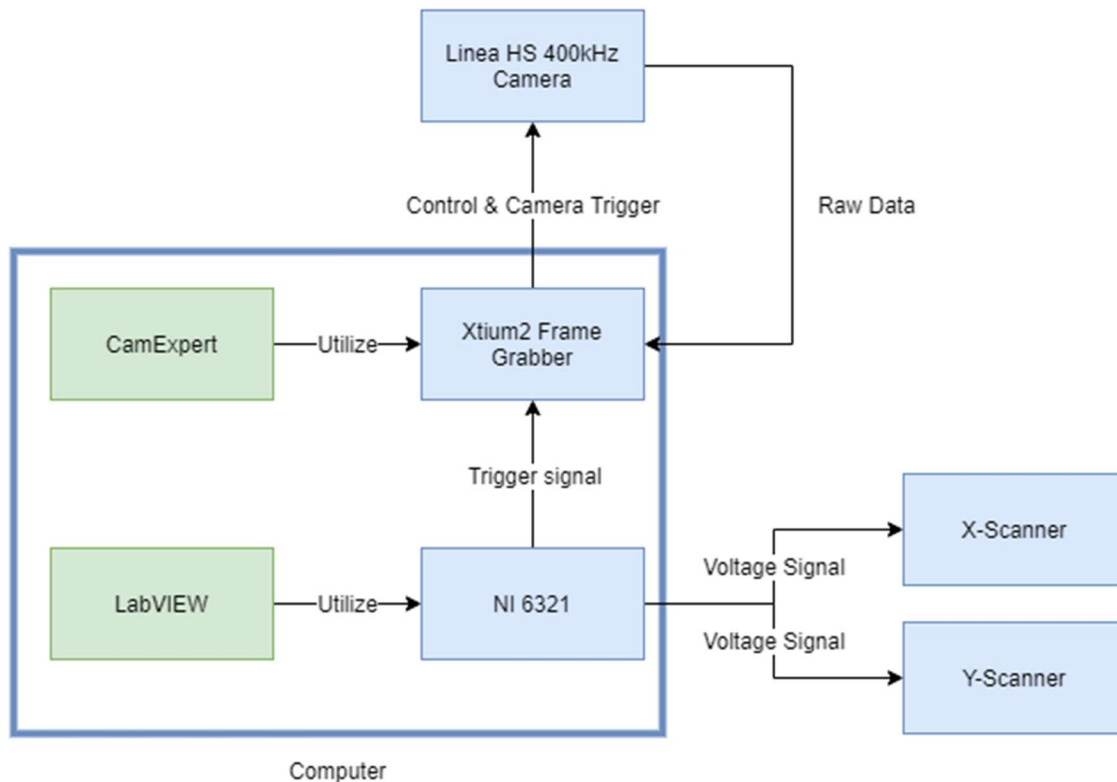 Linea HS 400kHz
Camera
Control & Camera Trigger
Raw Data
CamExpert
Utilize
Xtium2 Frame
Grabber
Trigger signal
LabVIEW
Utilize
NI 6321
Voltage Signal
X-Scanner
Voltage Signal
Y-Scanner
Computer